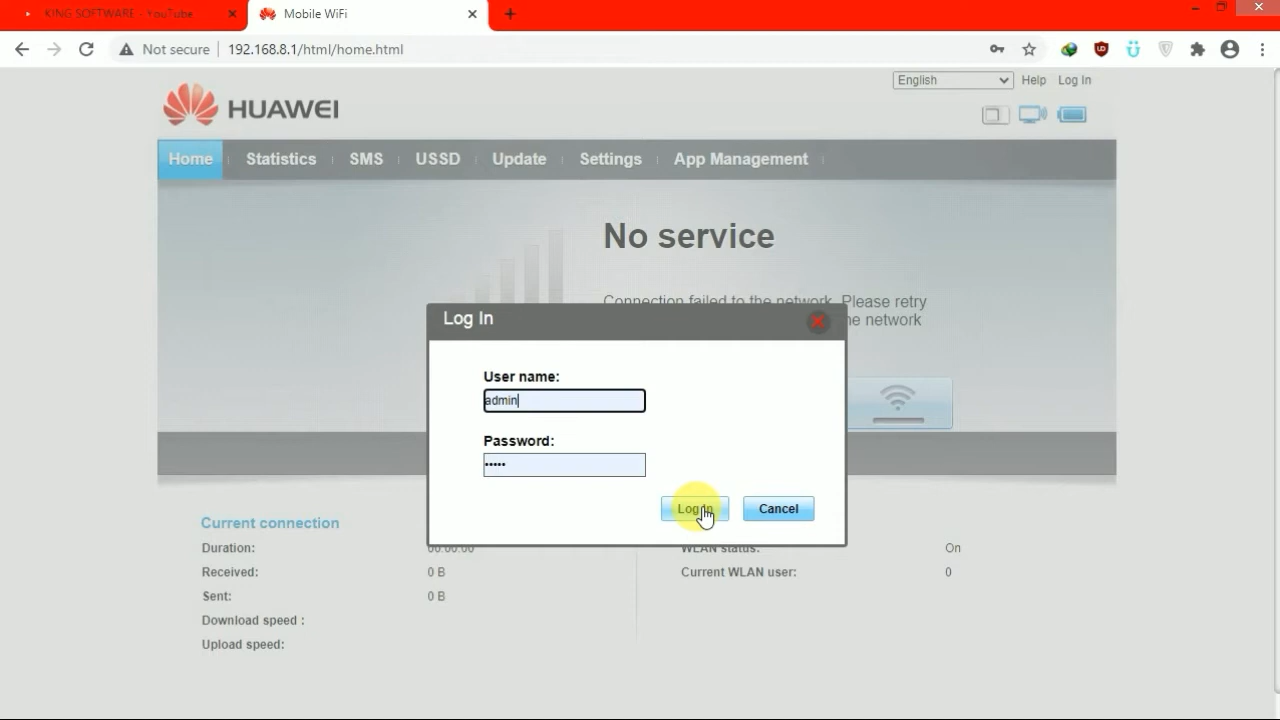 KING SOFTWARE - YouTube
Mobile WiFi
Not secure
192.168.8.1/html/home.html
English
Help
Log In
HUAWEI
Home
Statistics
SMS
USSD
Update
Settings
App Management
No service
Connection failed to the network. Please retry
he network
Log In
User name:
admin
Password:
•••••
Log In
Cancel
Current connection
Duration:
00:00:00
Received:
0 B
Sent:
0 B
Download speed :
Upload speed:
WLAN status:
On
Current WLAN user:
0